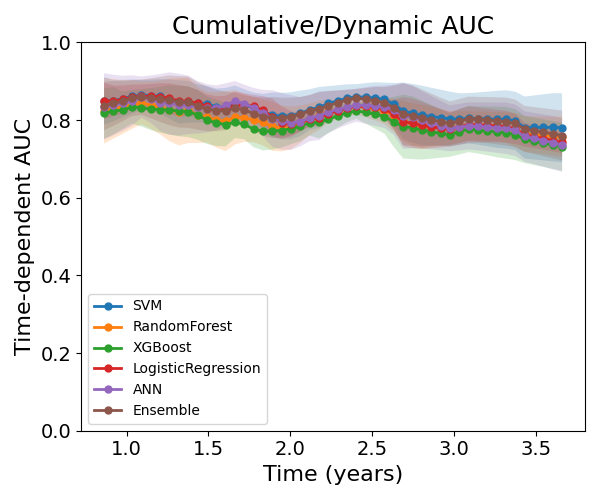 Cumulative/Dynamic AUC
1.0
0.8
0.6
0.4
0.2
0.0
Time-dependent AUC
SVM
RandomForest
XGBoost
LogisticRegression
ANN
Ensemble
1.0 1.5 2.0 2.5 3.0 3.5
Time (years)